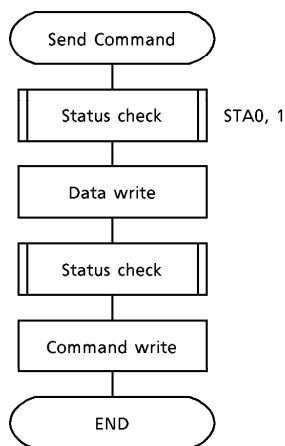 Send Command
Status check
STA0, 1
Data write
Status check
Command write
END